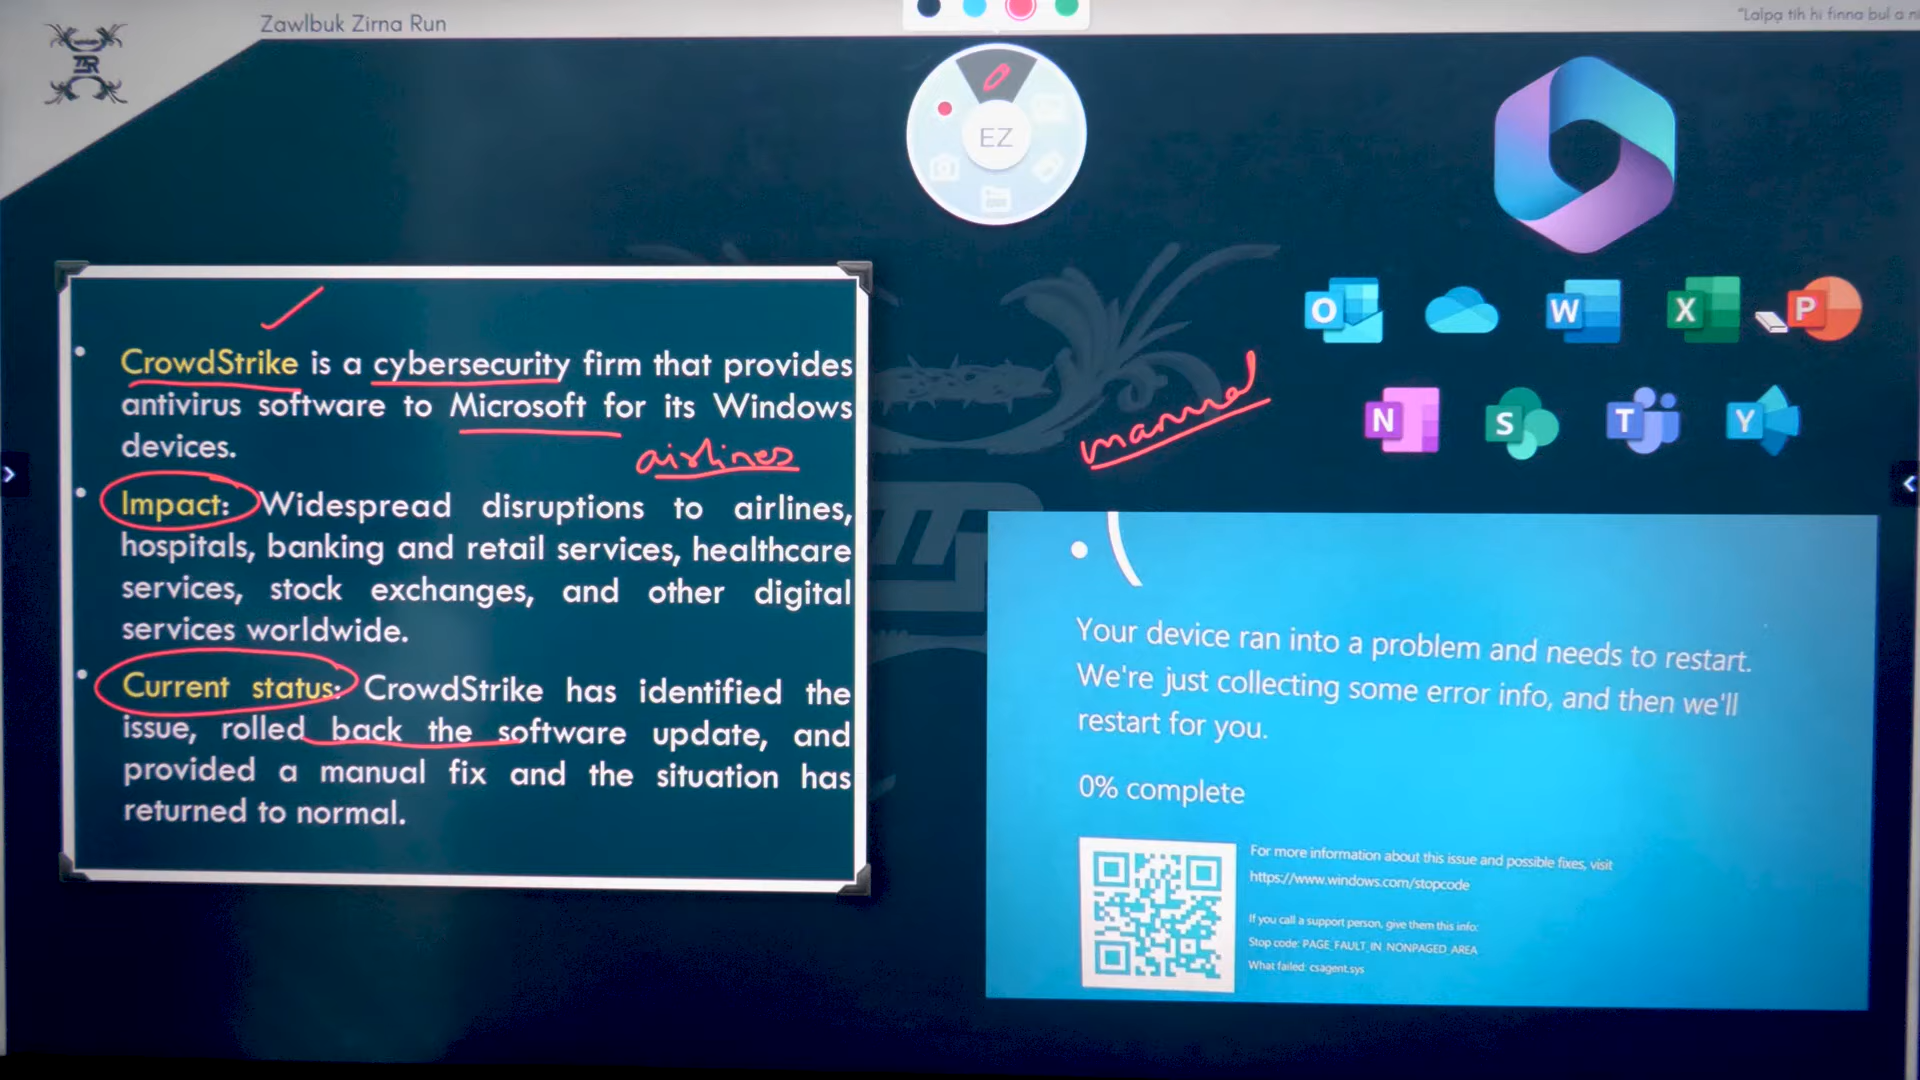 Zawlbuk Zirna Run
"Lalpa tih hi finna bul a ni
EZ
CrowdStrike is a cybersecurity firm that provides
antivirus software to Microsoft for its Windows
devices.
airlines
Impact: Widespread disruptions to airlines,
hospitals, banking and retail services, healthcare
services, stock exchanges, and other digital
services worldwide.
Current status: CrowdStrike has identified the
issue, rolled back the software update, and
provided a manual fix and the situation has
returned to normal.
O
W
X
P
N
S
T
Y
manual
:(
Your device ran into a problem and needs to restart.
We're just collecting some error info, and then we'll
restart for you.
0% complete
For more information about this issue and possible fixes, visit
https://www.windows.com/stopcode
If you call a support person, give them this info:
Stop code: PAGE_FAULT_IN_NONPAGED_AREA
What failed: csagent.sys